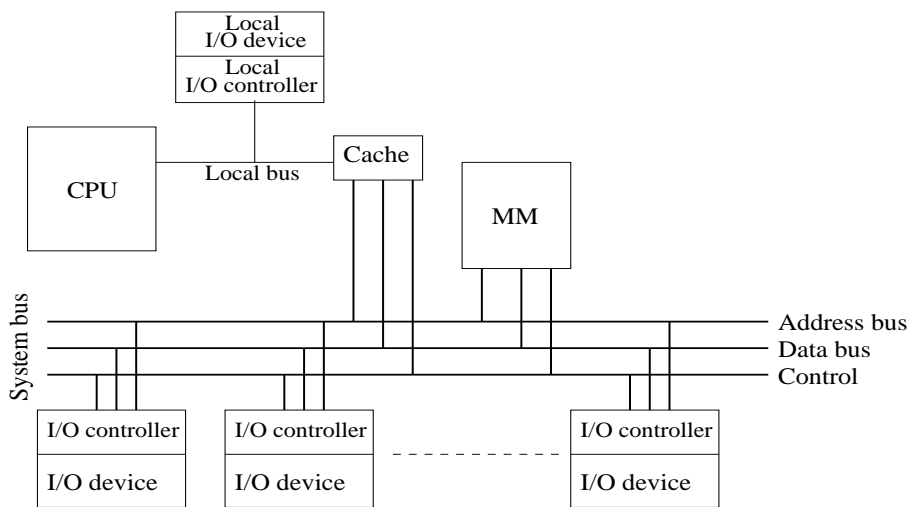 Local
I/O device
Local
I/O controller
CPU
Local bus
Cache
MM
System bus
Address bus
Data bus
Control
I/O controller
I/O device
I/O controller
I/O device
I/O controller
I/O device